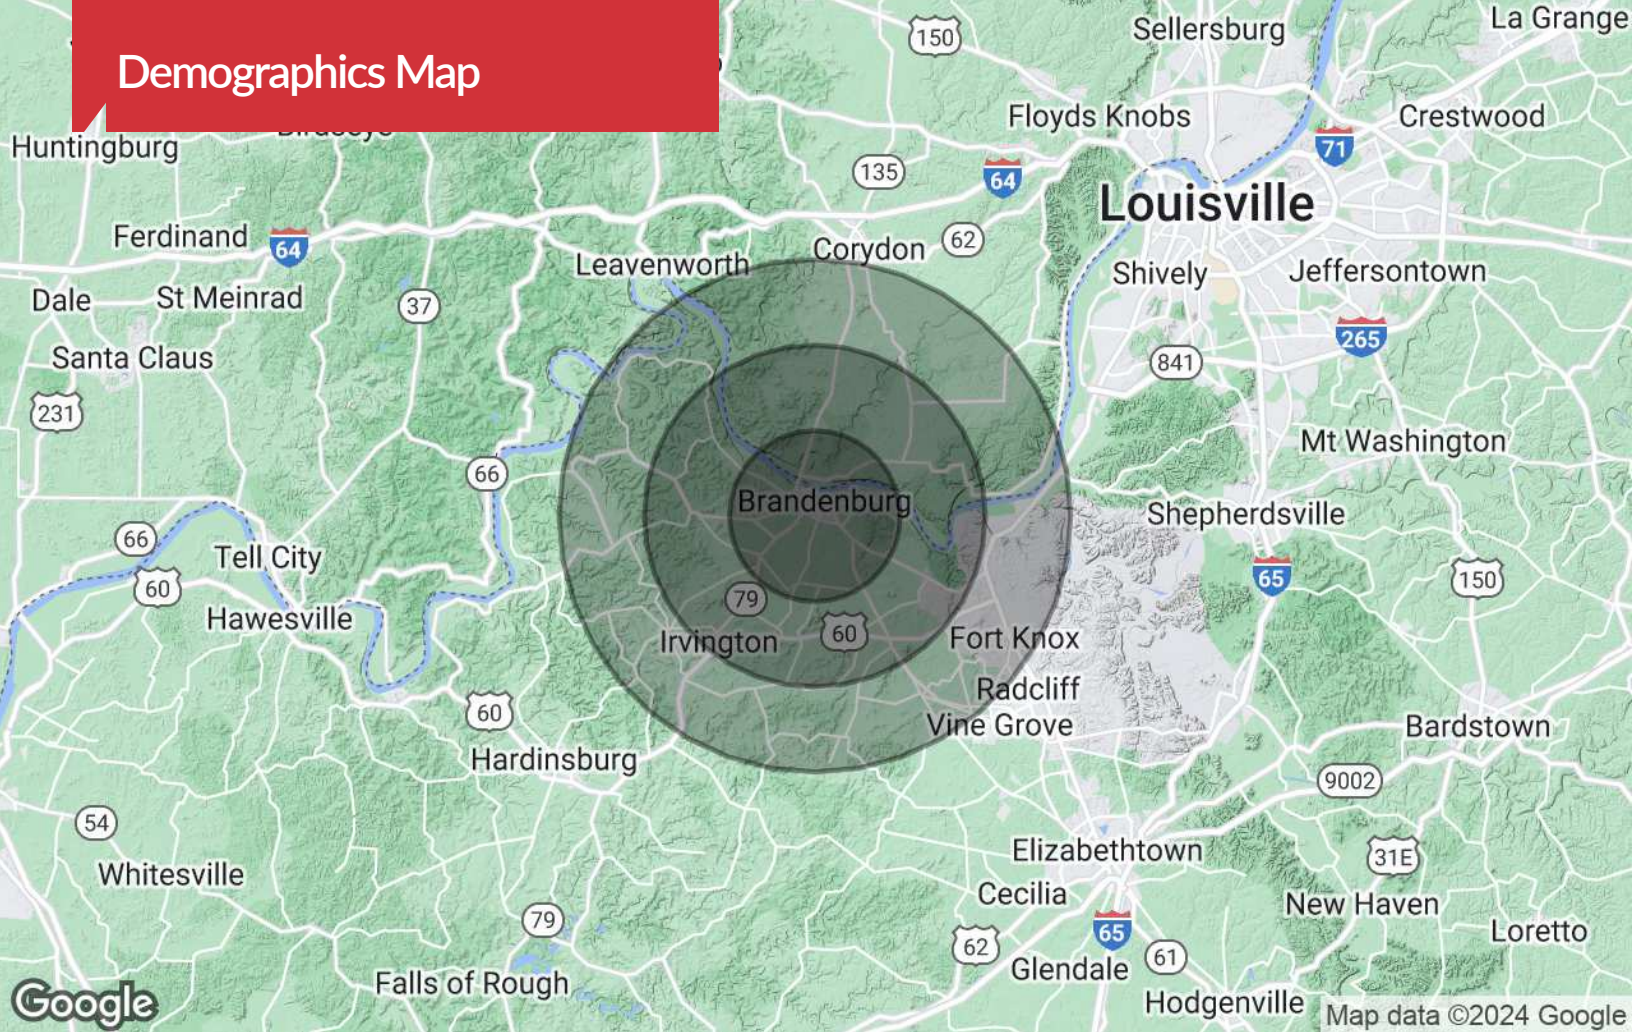 Demographics Map
150
Sellersburg
La Grange
Floyds Knobs
Crestwood
Huntingburg
71
135
64
Louisville
Ferdinand
64
Corydon
62
Leavenworth
Shively
Jeffersontown
Dale
St Meinrad
37
265
Santa Claus
841
231
Mt Washington
66
Brandenburg
Shepherdsville
66
Tell City
60
65
150
79
Hawesville
Irvington
60
Fort Knox
Radcliff
60
Vine Grove
Bardstown
Hardinsburg
9002
54
Elizabethtown
31E
Whitesville
Cecilia
New Haven
79
65
Loretto
62
61
Glendale
Falls of Rough
Google
Hodgenville
Map data ©2024 Google